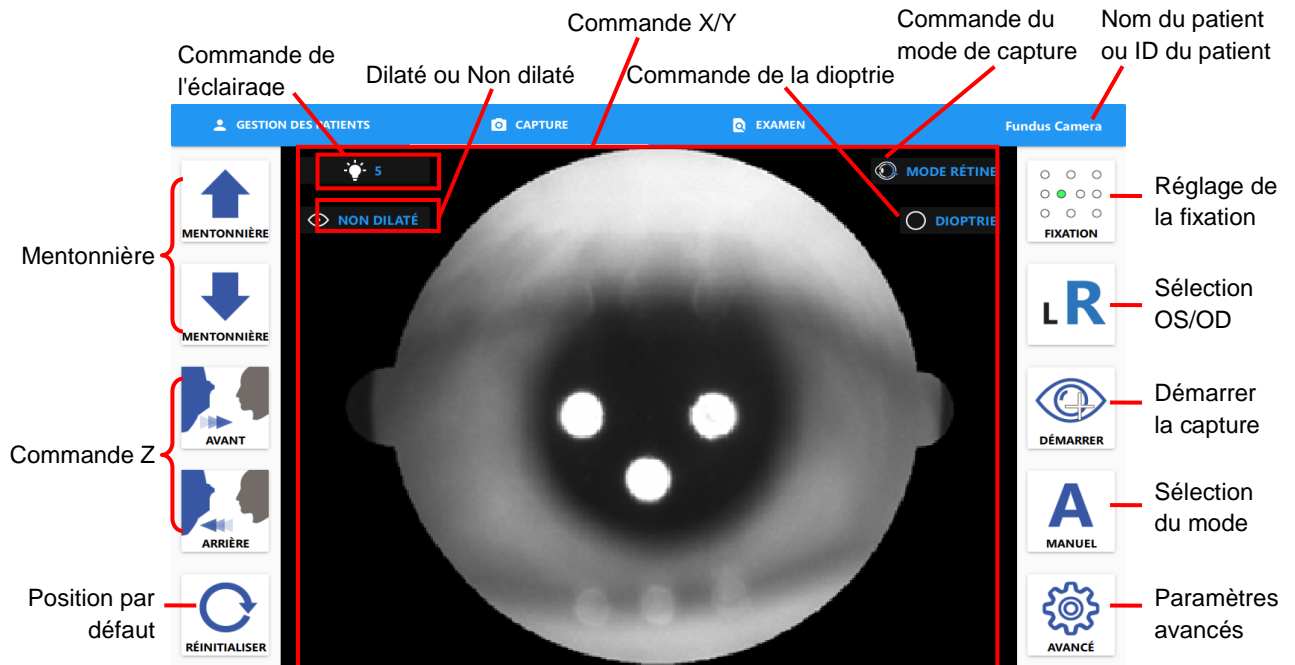 Commande X/Y
Commande du
mode de capture
Nom du patient
ou ID du patient
Commande de
l'éclairage
Dilaté ou Non dilaté
Commande de la dioptrie
GESTION DES PATIENTS
CAPTURE
EXAMEN
Fundus Camera
5
MODE RÉTINE
NON DILATÉ
DIOPTRIE
Mentonnière
MENTONNIÈRE
MENTONNIÈRE
Commande Z
AVANT
ARRIÈRE
Position par
défaut
RÉINITIALISER
FIXATION
Réglage de
la fixation
L R
Sélection
OS/OD
DÉMARRER
Démarrer
la capture
A
MANUEL
Sélection
du mode
AVANCÉ
Paramètres
avancés